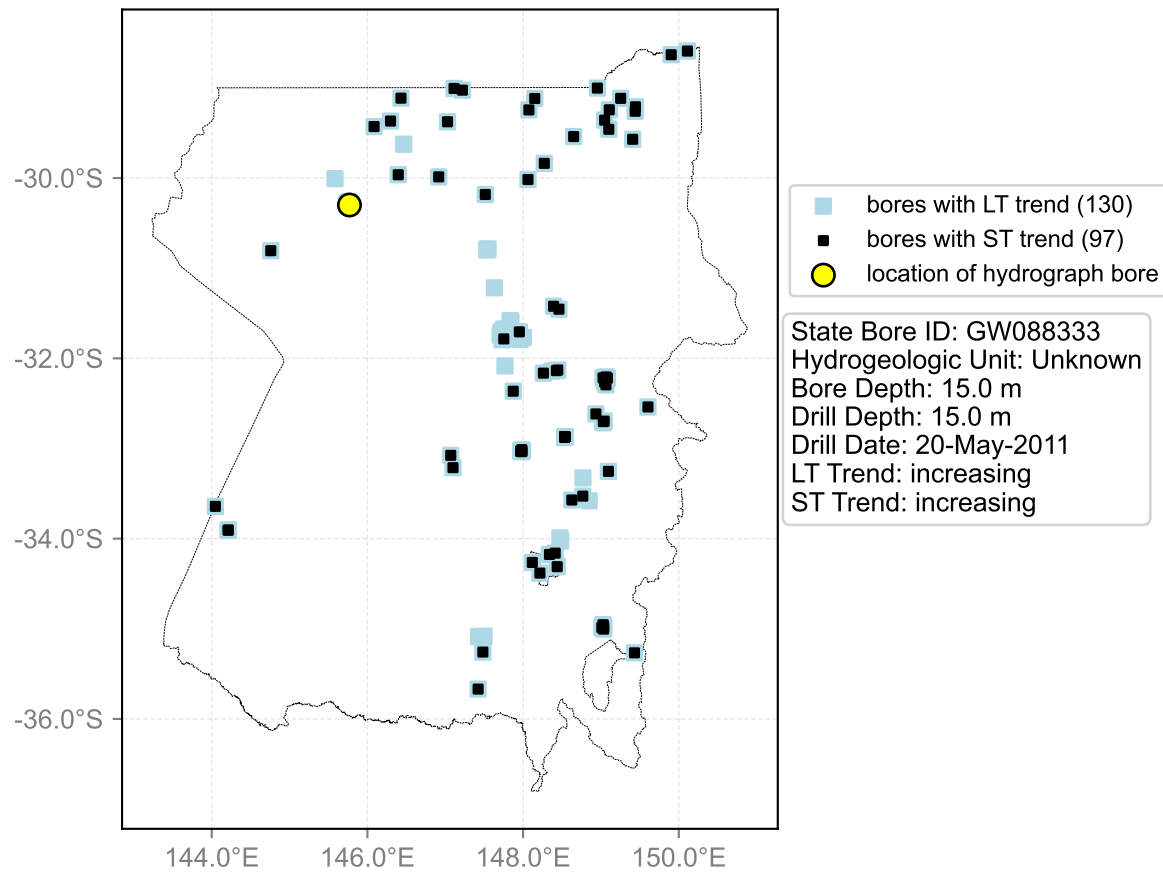 -30.0°S
-32.0°S
-34.0°S
-36.0°S
144.0°E
146.0°E
148.0°E
150.0°E
bores with LT trend (130)
bores with ST trend (97)
location of hydrograph bore
State Bore ID: GW088333
Hydrogeologic Unit: Unknown
Bore Depth: 15.0 m
Drill Depth: 15.0 m
Drill Date: 20-May-2011
LT Trend: increasing
ST Trend: increasing